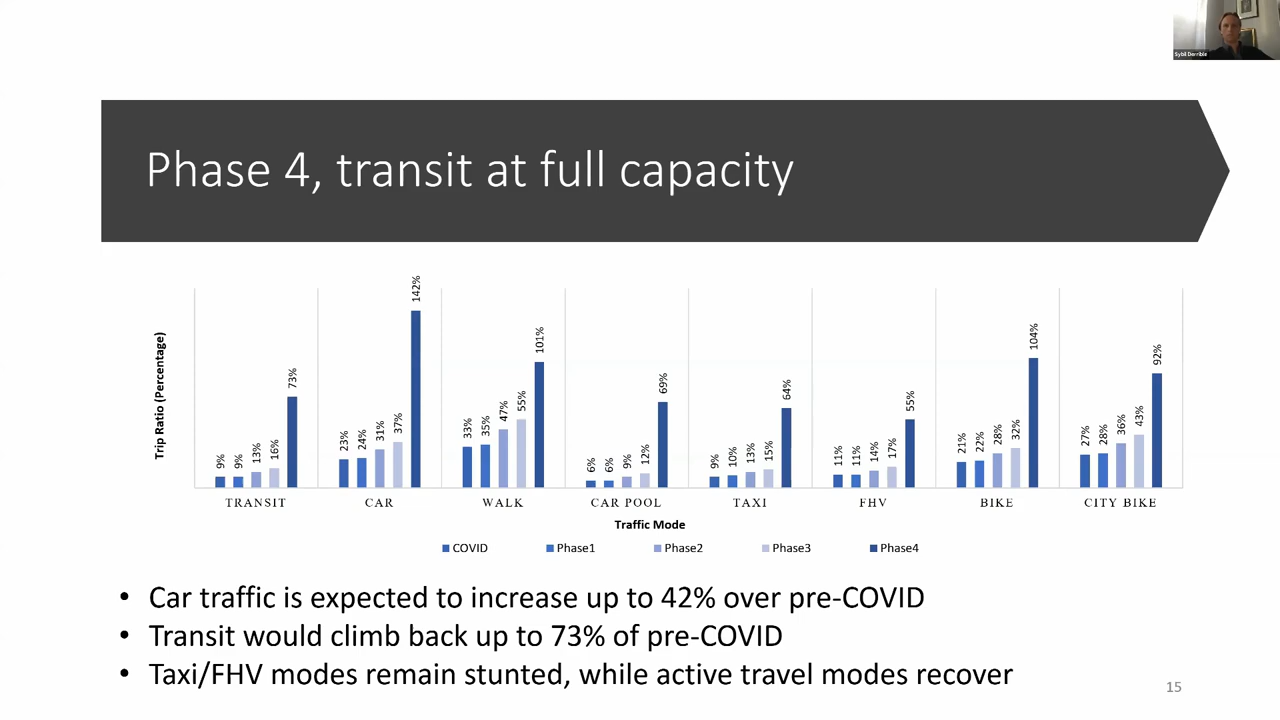 Sybil Derrible
Phase 4, transit at full capacity
Trip Ratio (Percentage)
9% 9% 13% 16% 73%
23% 24% 31% 37% 142%
33% 35% 47% 55% 101%
6% 6% 9% 12% 69%
9% 10% 13% 15% 64%
11% 11% 14% 17% 55%
21% 22% 28% 32% 104%
27% 28% 36% 43% 92%
TRANSIT CAR WALK CAR POOL TAXI FHV BIKE CITY BIKE
Traffic Mode
COVID Phase1 Phase2 Phase3 Phase4
• Car traffic is expected to increase up to 42% over pre-COVID
• Transit would climb back up to 73% of pre-COVID
• Taxi/FHV modes remain stunted, while active travel modes recover
15